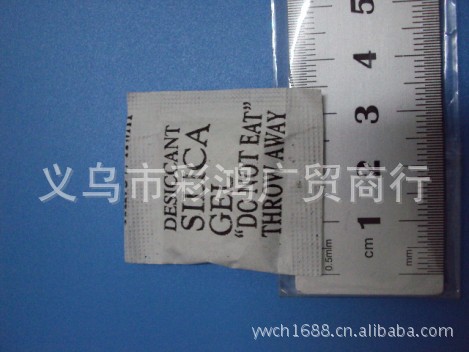 DESICCANT
SILICA
GEL
"DO NOT EAT"
THROW AWAY
义乌市彩鸿广贸商行
5
4
3
2
1
cm
mm
0.5mm
ywch1688.cn.alibaba.com